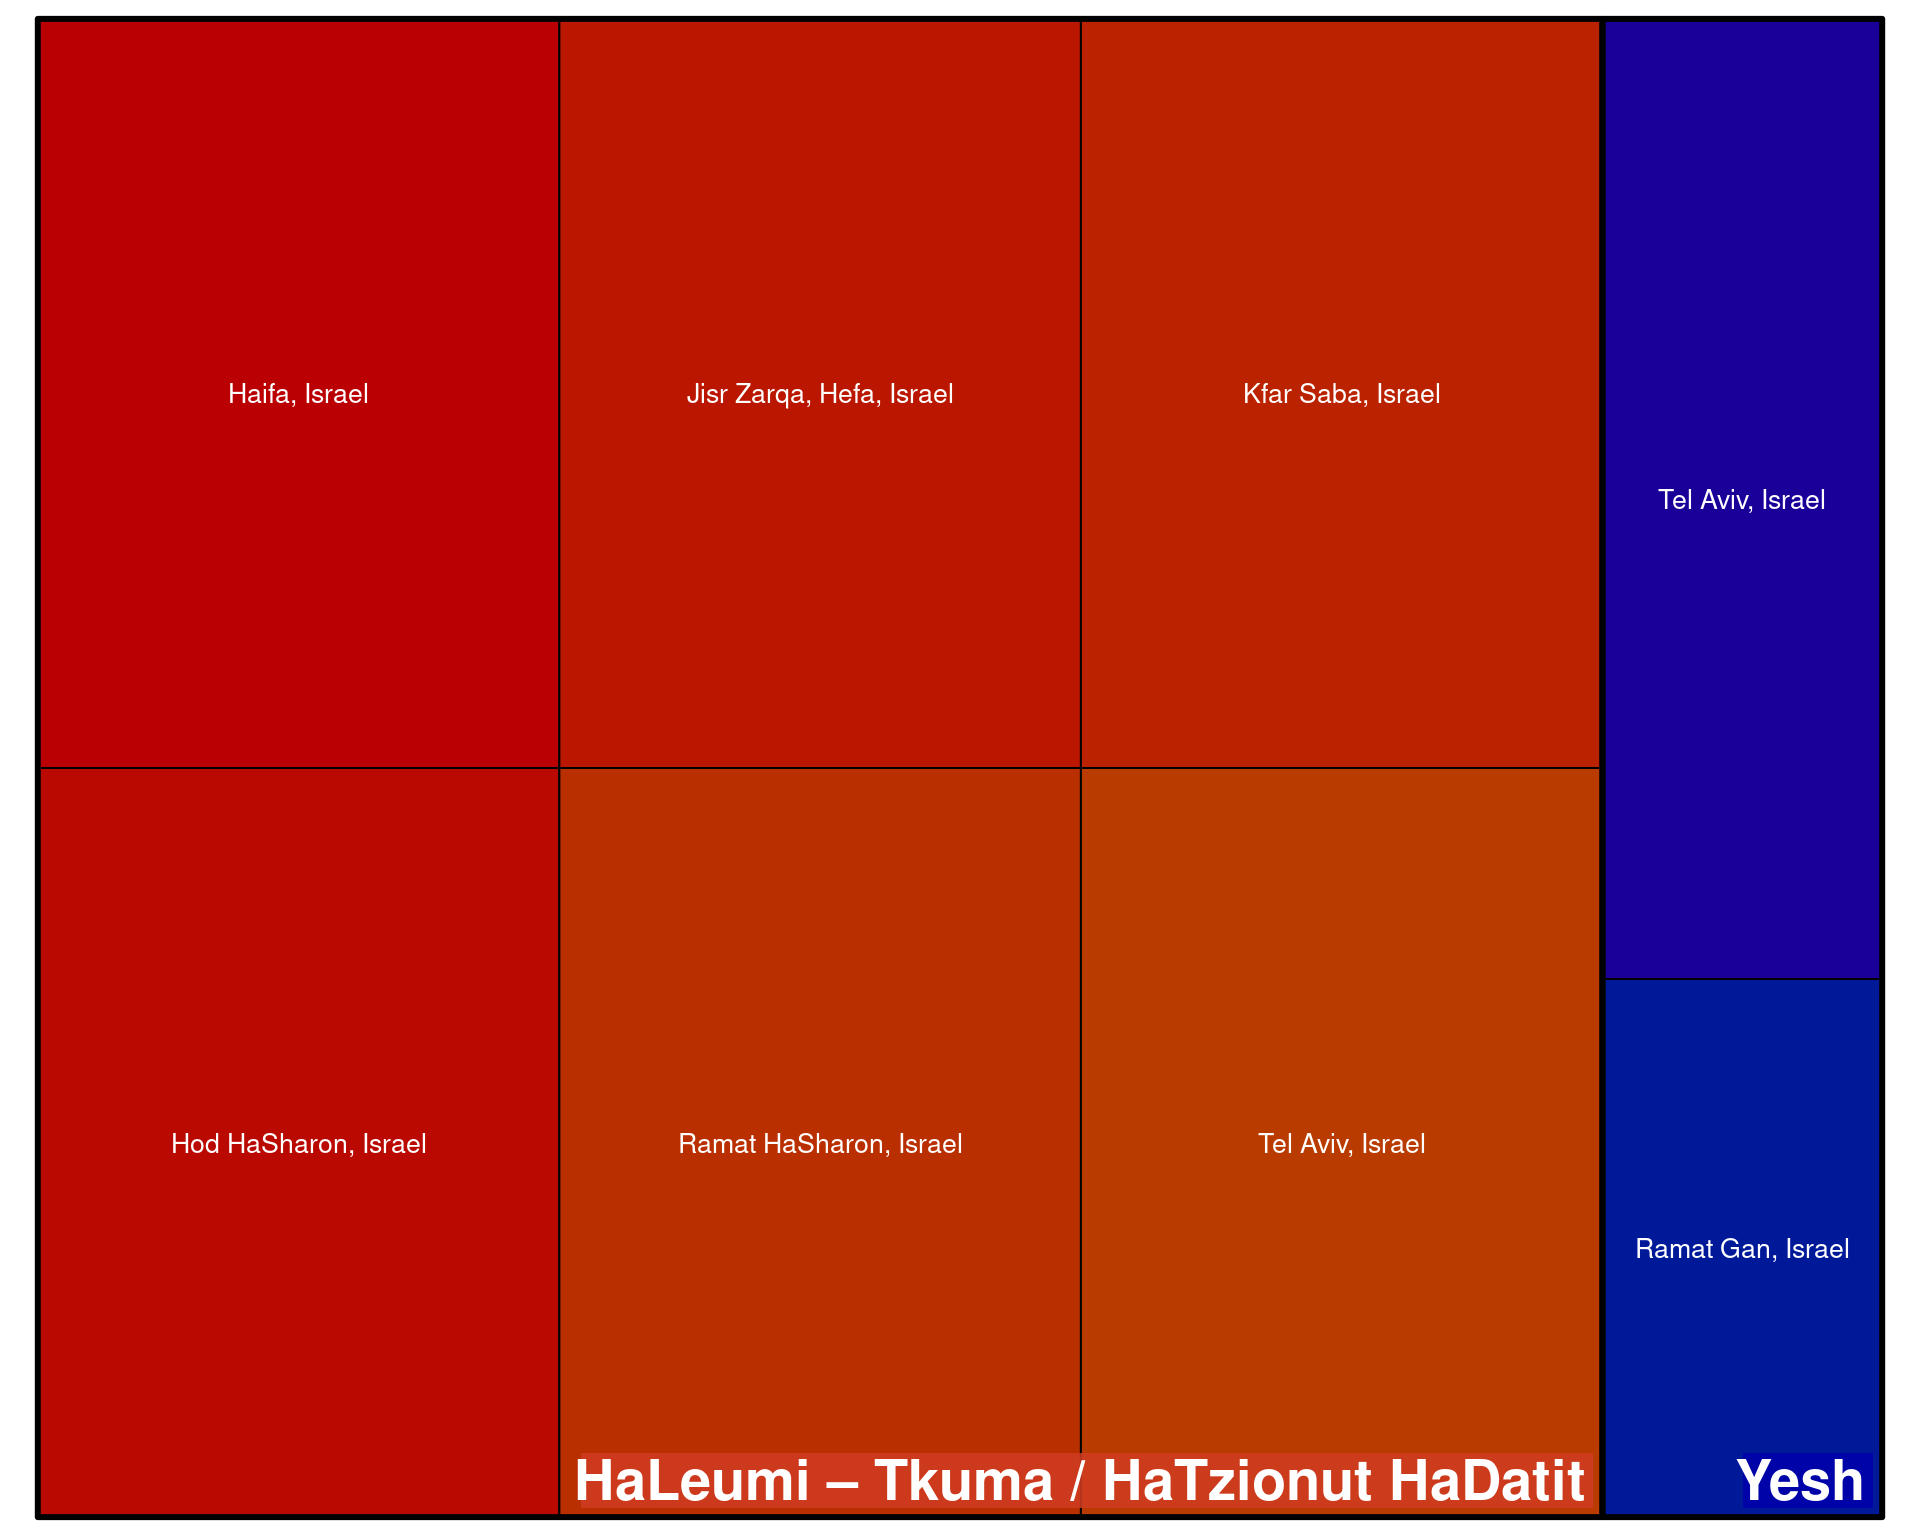 Haifa, Israel
Jisr Zarqa, Hefa, Israel
Kfar Saba, Israel
Tel Aviv, Israel
Hod HaSharon, Israel
Ramat HaSharon, Israel
Tel Aviv, Israel
Ramat Gan, Israel
HaLeumi – Tkuma / HaTzionut HaDatit
Yesh